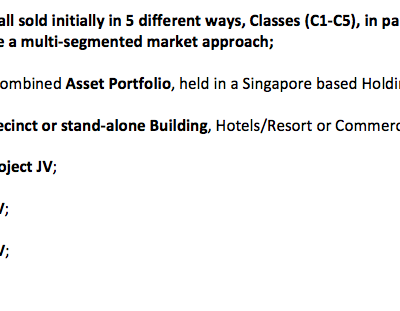 all sold initially in 5 different ways, Classes (C1-C5), in pa
e a multi-segmented market approach;
ombined Asset Portfolio, held in a Singapore based Holdi
ecinct or stand-alone Building, Hotels/Resort or Commerc
oject JV;
V;
V;